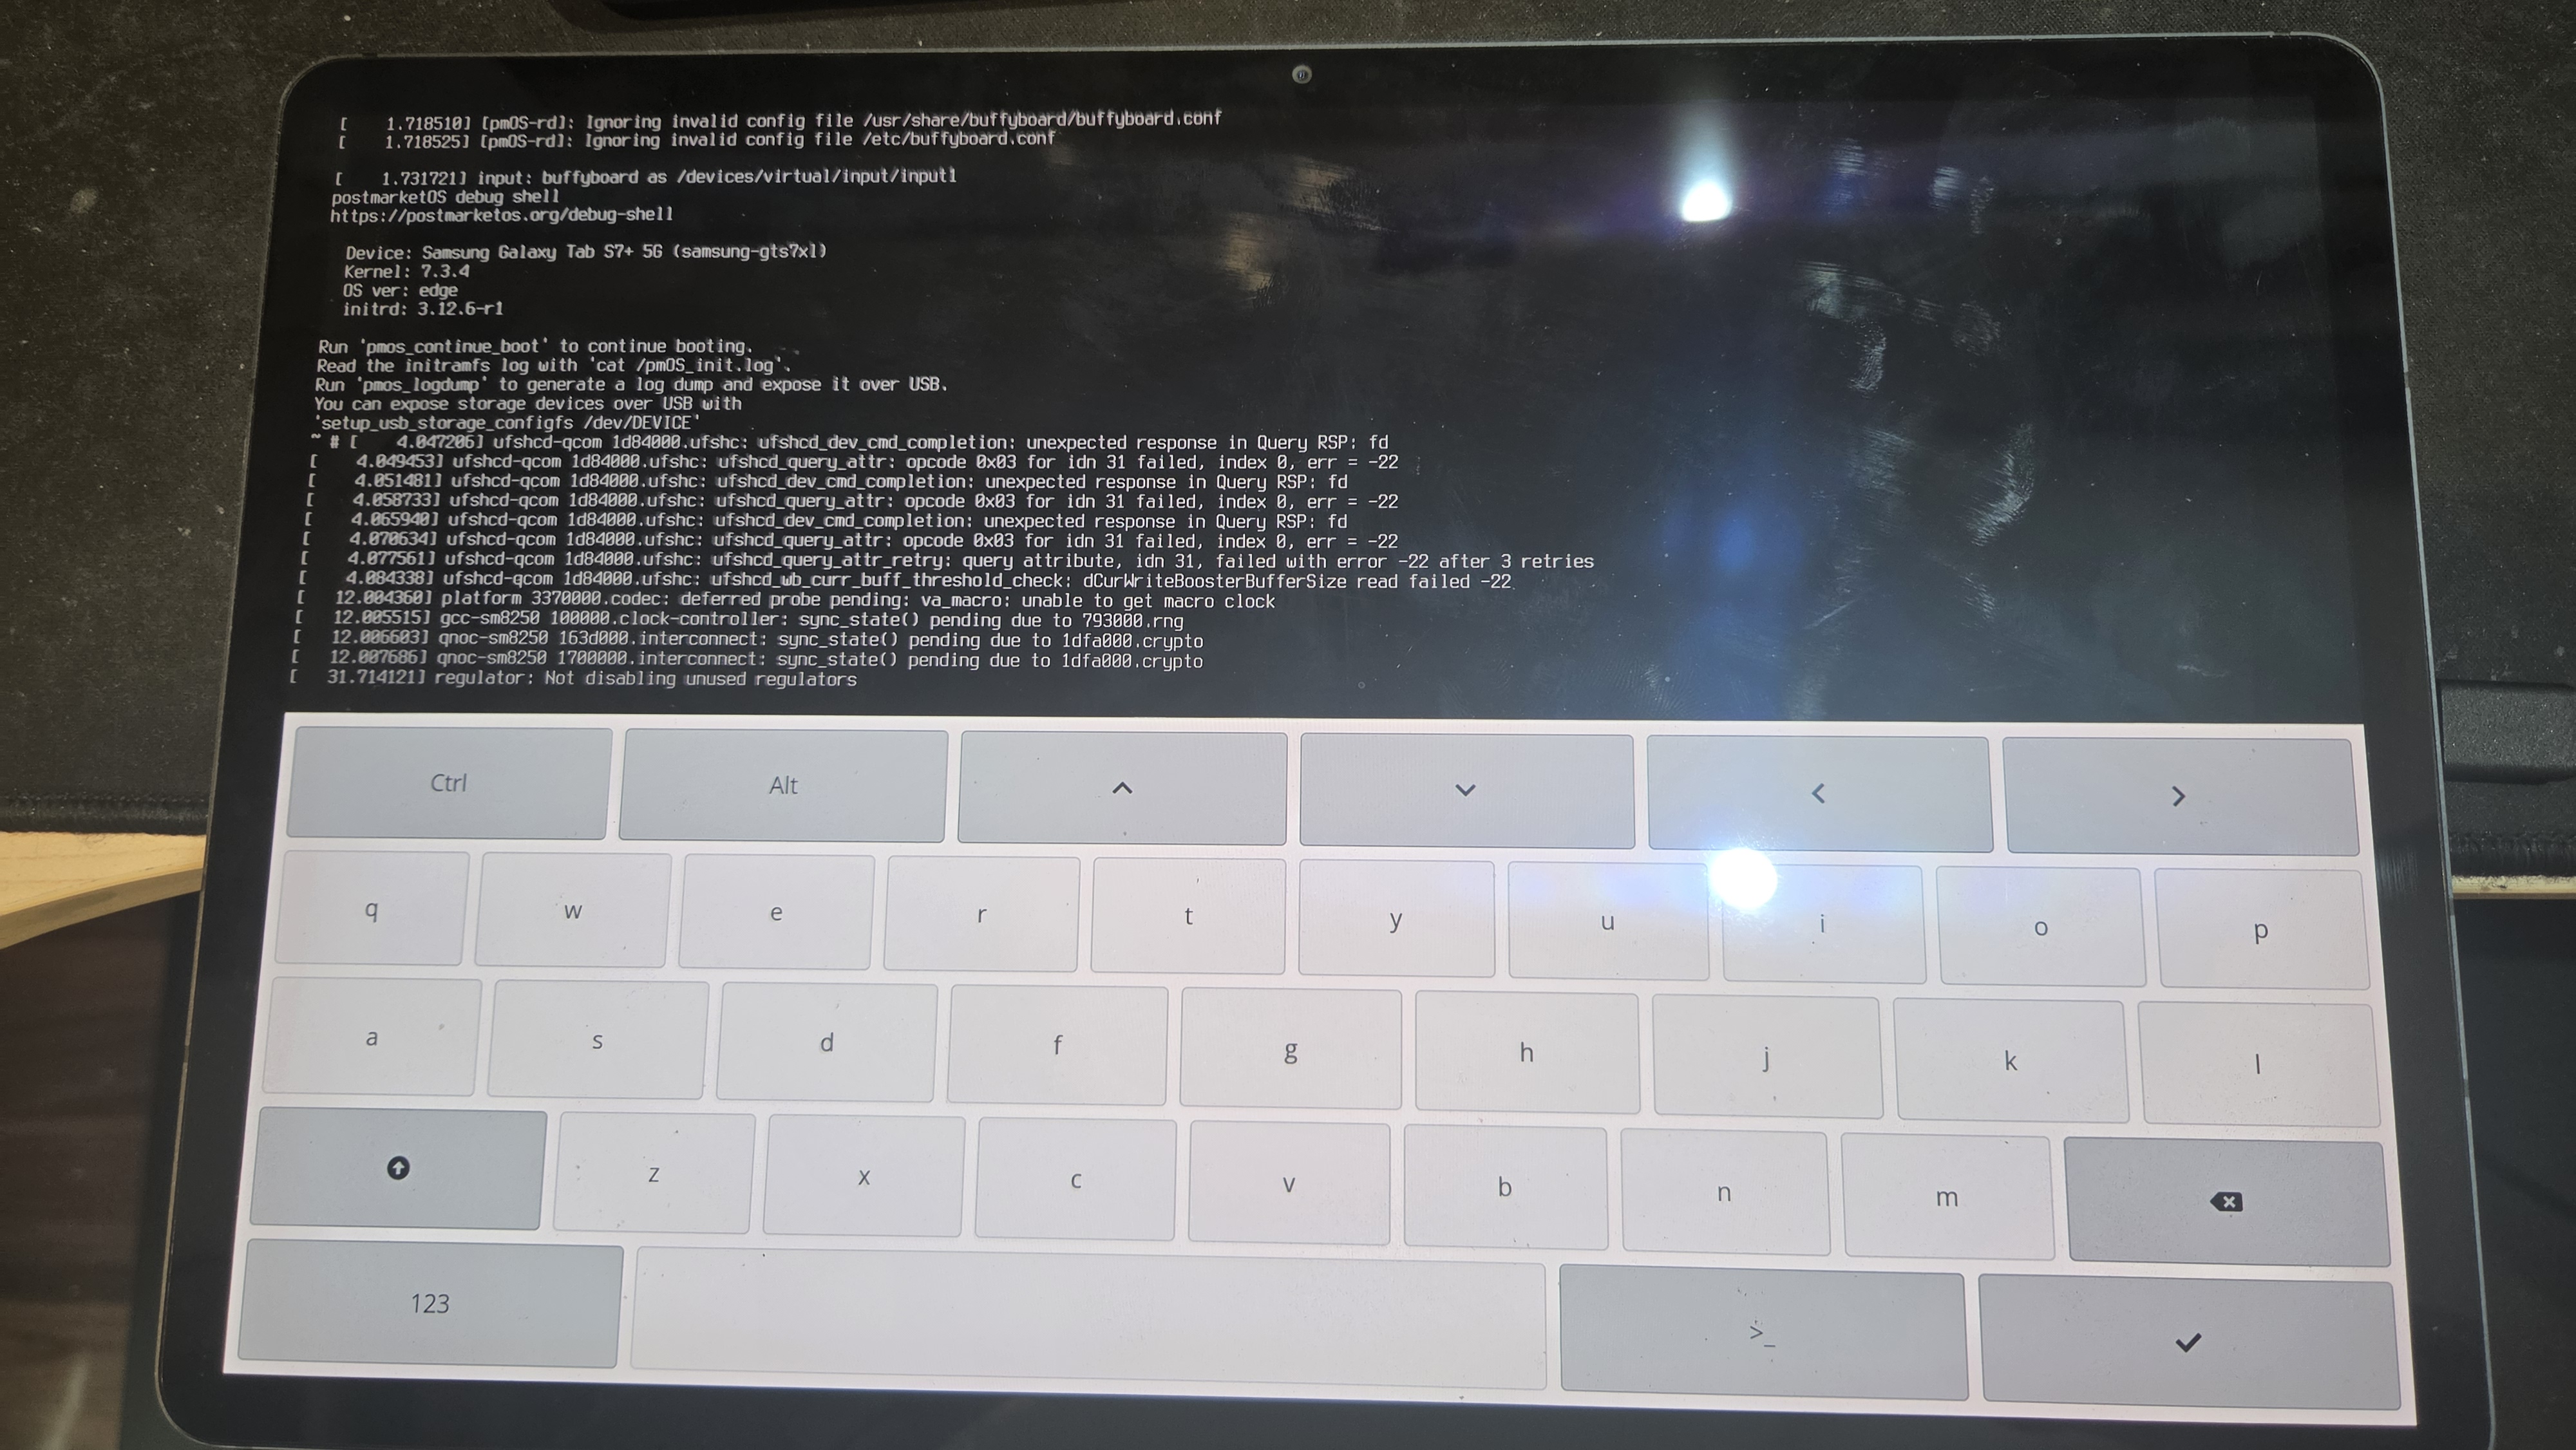 [    1.718510] [pmOS-rd]: Ignoring invalid config file /usr/share/buffyboard/buffyboard.conf
[    1.718525] [pmOS-rd]: Ignoring invalid config file /etc/buffyboard.conf
[    1.731721] input: buffyboard as /devices/virtual/input/input1
postmarketOS debug shell
https://postmarketos.org/debug-shell
Device: Samsung Galaxy Tab S7+ 5G (samsung-gts7xl)
Kernel: 7.3.4
OS ver: edge
initrd: 3.12.6-r1
Run 'pmos_continue_boot' to continue booting.
Read the initramfs log with 'cat /pmOS_init.log'.
Run 'pmos_logdump' to generate a log dump and expose it over USB.
You can expose storage devices over USB with
'setup_usb_storage_configfs /dev/DEVICE'
~ # [    4.047206] ufshcd-qcom 1d84000.ufshc: ufshcd_dev_cmd_completion: unexpected response in Query RSP: fd
[    4.049453] ufshcd-qcom 1d84000.ufshc: ufshcd_query_attr: opcode 0x03 for idn 31 failed, index 0, err = -22
[    4.051481] ufshcd-qcom 1d84000.ufshc: ufshcd_dev_cmd_completion: unexpected response in Query RSP: fd
[    4.058733] ufshcd-qcom 1d84000.ufshc: ufshcd_query_attr: opcode 0x03 for idn 31 failed, index 0, err = -22
[    4.065940] ufshcd-qcom 1d84000.ufshc: ufshcd_dev_cmd_completion: unexpected response in Query RSP: fd
[    4.070634] ufshcd-qcom 1d84000.ufshc: ufshcd_query_attr: opcode 0x03 for idn 31 failed, index 0, err = -22
[    4.077561] ufshcd-qcom 1d84000.ufshc: ufshcd_query_attr_retry: query attribute, idn 31, failed with error -22 after 3 retries
[    4.084338] ufshcd-qcom 1d84000.ufshc: ufshcd_wb_curr_buff_threshold_check: dCurWriteBoosterBufferSize read failed -22
[   12.004360] platform 3370000.codec: deferred probe pending: va_macro: unable to get macro clock
[   12.005515] gcc-sm8250 100000.clock-controller: sync_state() pending due to 793000.rng
[   12.006603] qnoc-sm8250 163d000.interconnect: sync_state() pending due to 1dfa000.crypto
[   12.007686] qnoc-sm8250 1700000.interconnect: sync_state() pending due to 1dfa000.crypto
[   31.714121] regulator: Not disabling unused regulators
Ctrl Alt
q w e r t y u i o p
a s d f g h j k l
z x c v b n m
123 >_